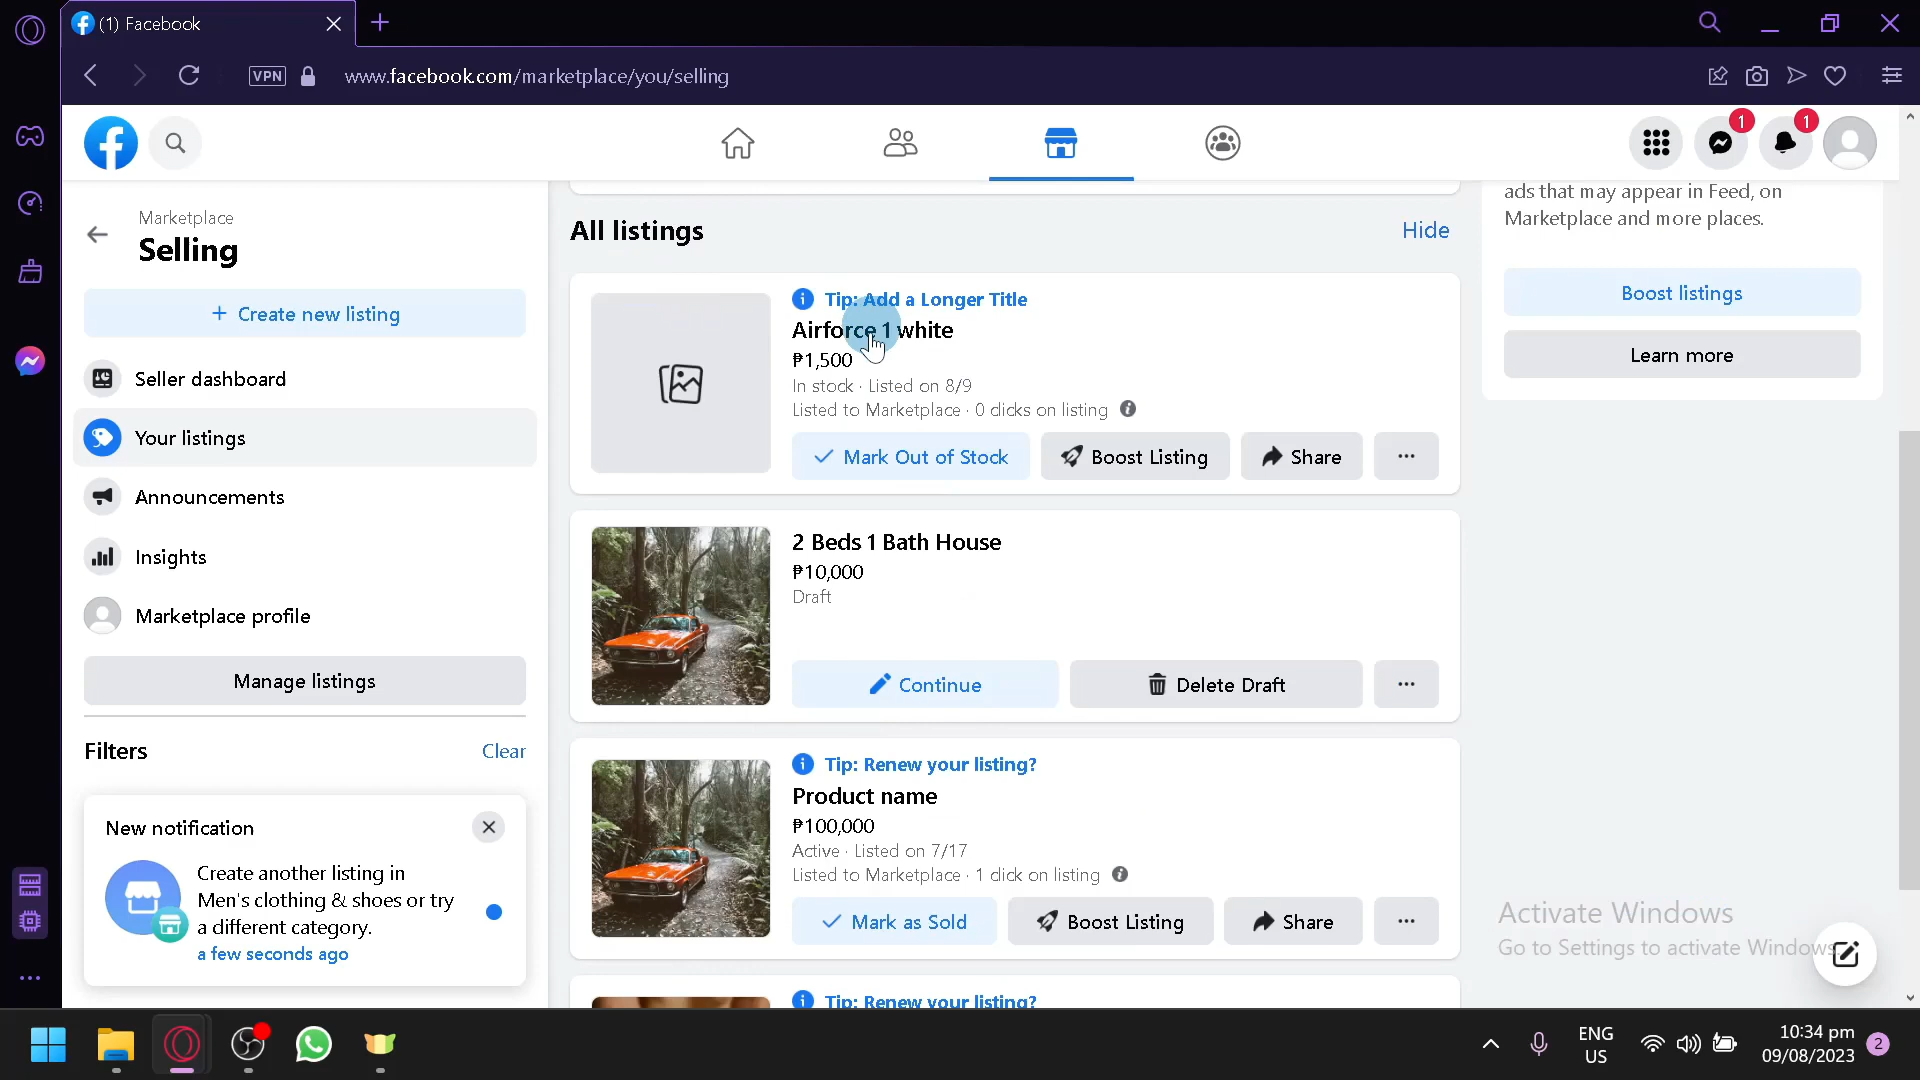 (1) Facebook
VPN
www.facebook.com/marketplace/you/selling
1
1
Marketplace
Selling
+ Create new listing
Seller dashboard
Your listings
Announcements
Insights
Marketplace profile
Manage listings
Filters
Clear
New notification
Create another listing in
Men's clothing & shoes or try
a different category.
a few seconds ago
All listings
Hide
Tip: Add a Longer Title
Airforce 1 white
₱1,500
In stock · Listed on 8/9
Listed to Marketplace · 0 clicks on listing
Mark Out of Stock
Boost Listing
Share
2 Beds 1 Bath House
₱10,000
Draft
Continue
Delete Draft
Tip: Renew your listing?
Product name
₱100,000
Active · Listed on 7/17
Listed to Marketplace · 1 click on listing
Mark as Sold
Boost Listing
Share
Tip: Renew your listing?
ads that may appear in Feed, on
Marketplace and more places.
Boost listings
Learn more
Activate Windows
Go to Settings to activate Windows
ENG
US
10:34 pm
09/08/2023
2